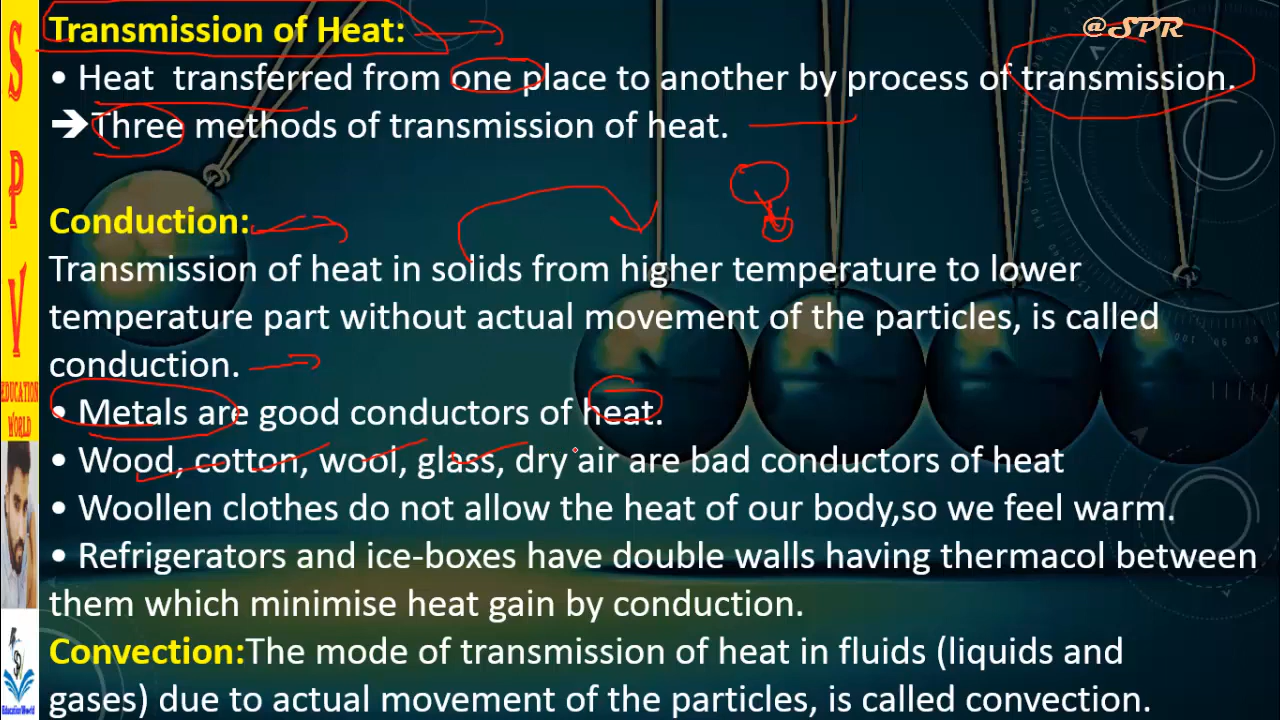 @SPR
Transmission of Heat:
• Heat transferred from one place to another by process of transmission.
➔Three methods of transmission of heat.
Conduction:
Transmission of heat in solids from higher temperature to lower
temperature part without actual movement of the particles, is called
conduction.
• Metals are good conductors of heat.
• Wood, cotton, wool, glass, dry air are bad conductors of heat
• Woollen clothes do not allow the heat of our body,so we feel warm.
• Refrigerators and ice-boxes have double walls having thermacol between
them which minimise heat gain by conduction.
Convection:The mode of transmission of heat in fluids (liquids and
gases) due to actual movement of the particles, is called convection.
S
P
V
EDUCATION
WORLD
Education World